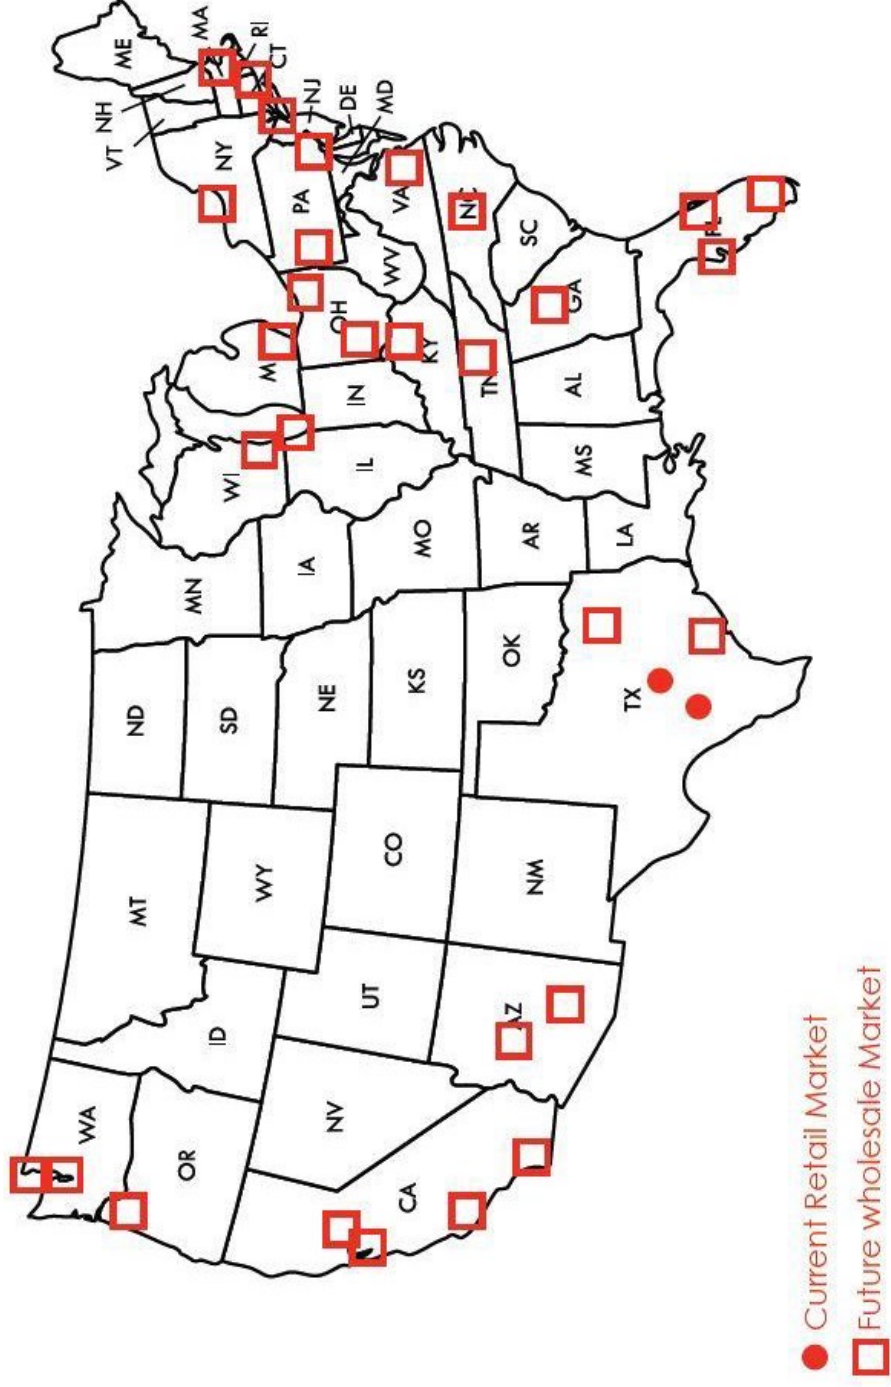 WA
OR
CA
NV
ID
MT
WY
UT
AZ
CO
NM
ND
SD
NE
KS
OK
TX
MN
IA
MO
AR
LA
WI
IL
MS
M
IN
KY
TN
AL
OH
GA
WV
VA
NC
SC
FL
PA
NY
VT
NH
ME
MA
RI
CT
NJ
DE
MD
Current Retail Market
Future wholesale Market